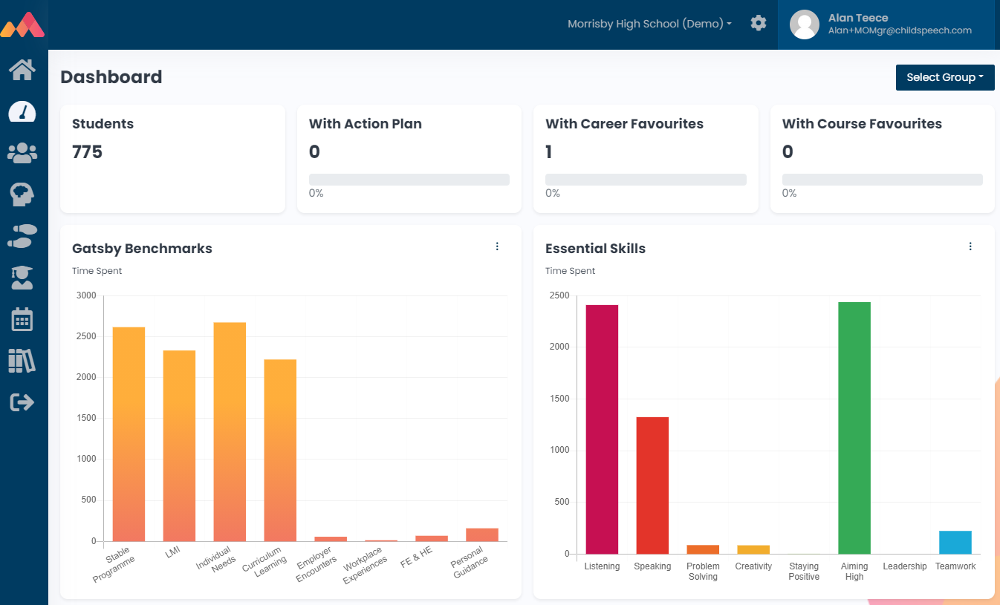 Morrisby High School (Demo)
Alan Teece
Alan+MOMgr@childspeech.com
Dashboard
Select Group
Students
775
With Action Plan
0
0%
With Career Favourites
1
0%
With Course Favourites
0
0%
Gatsby Benchmarks
Time Spent
3000
2500
2000
1500
1000
500
0
Stable
Programme
LMI
Individual
Needs
Curriculum
Learning
Employer
Encounters
Workplace
Experiences
FE & HE
Personal
Guidance
Essential Skills
Time Spent
2500
2000
1500
1000
500
0
Listening
Speaking
Problem
Solving
Creativity
Staying
Positive
Aiming
High
Leadership
Teamwork